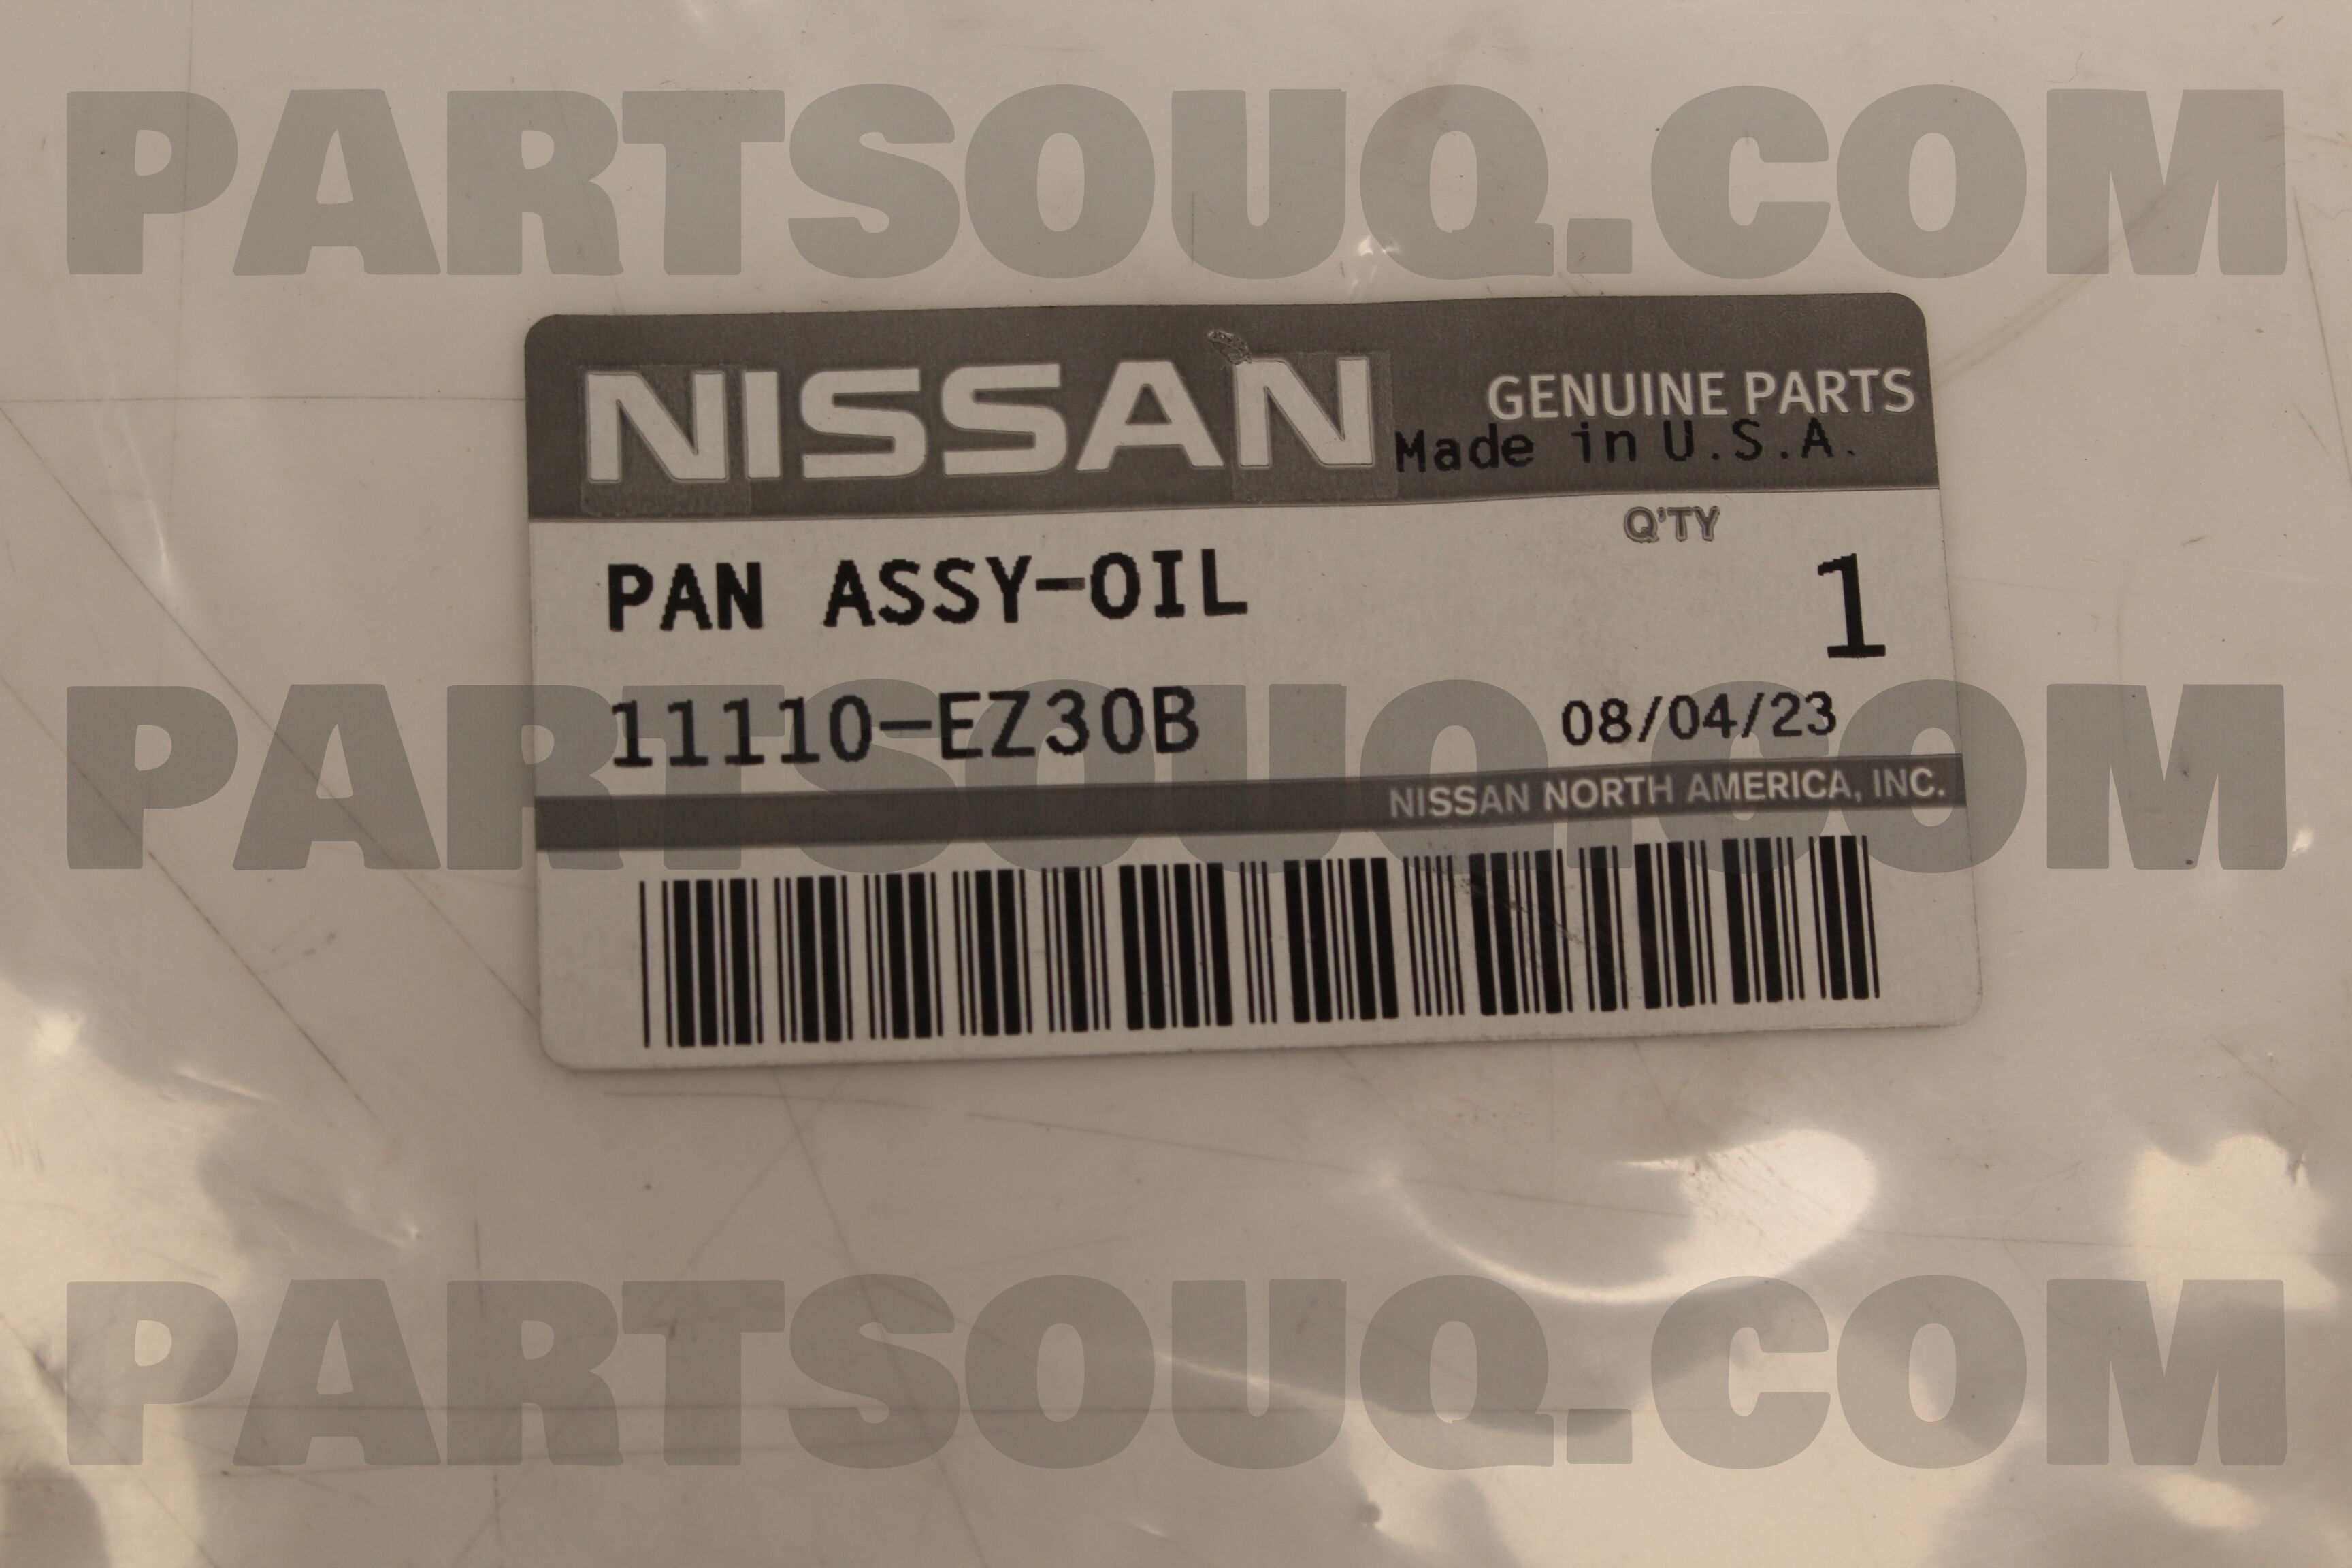 PARTSOUQ.COM
NISSAN
GENUINE PARTS
Made in U.S.A.
Q'TY
PAN ASSY-OIL
1
11110-EZ30B
08/04/23
PARTSOUQ.COM
NISSAN NORTH AMERICA, INC.
PARTSOUQ.COM